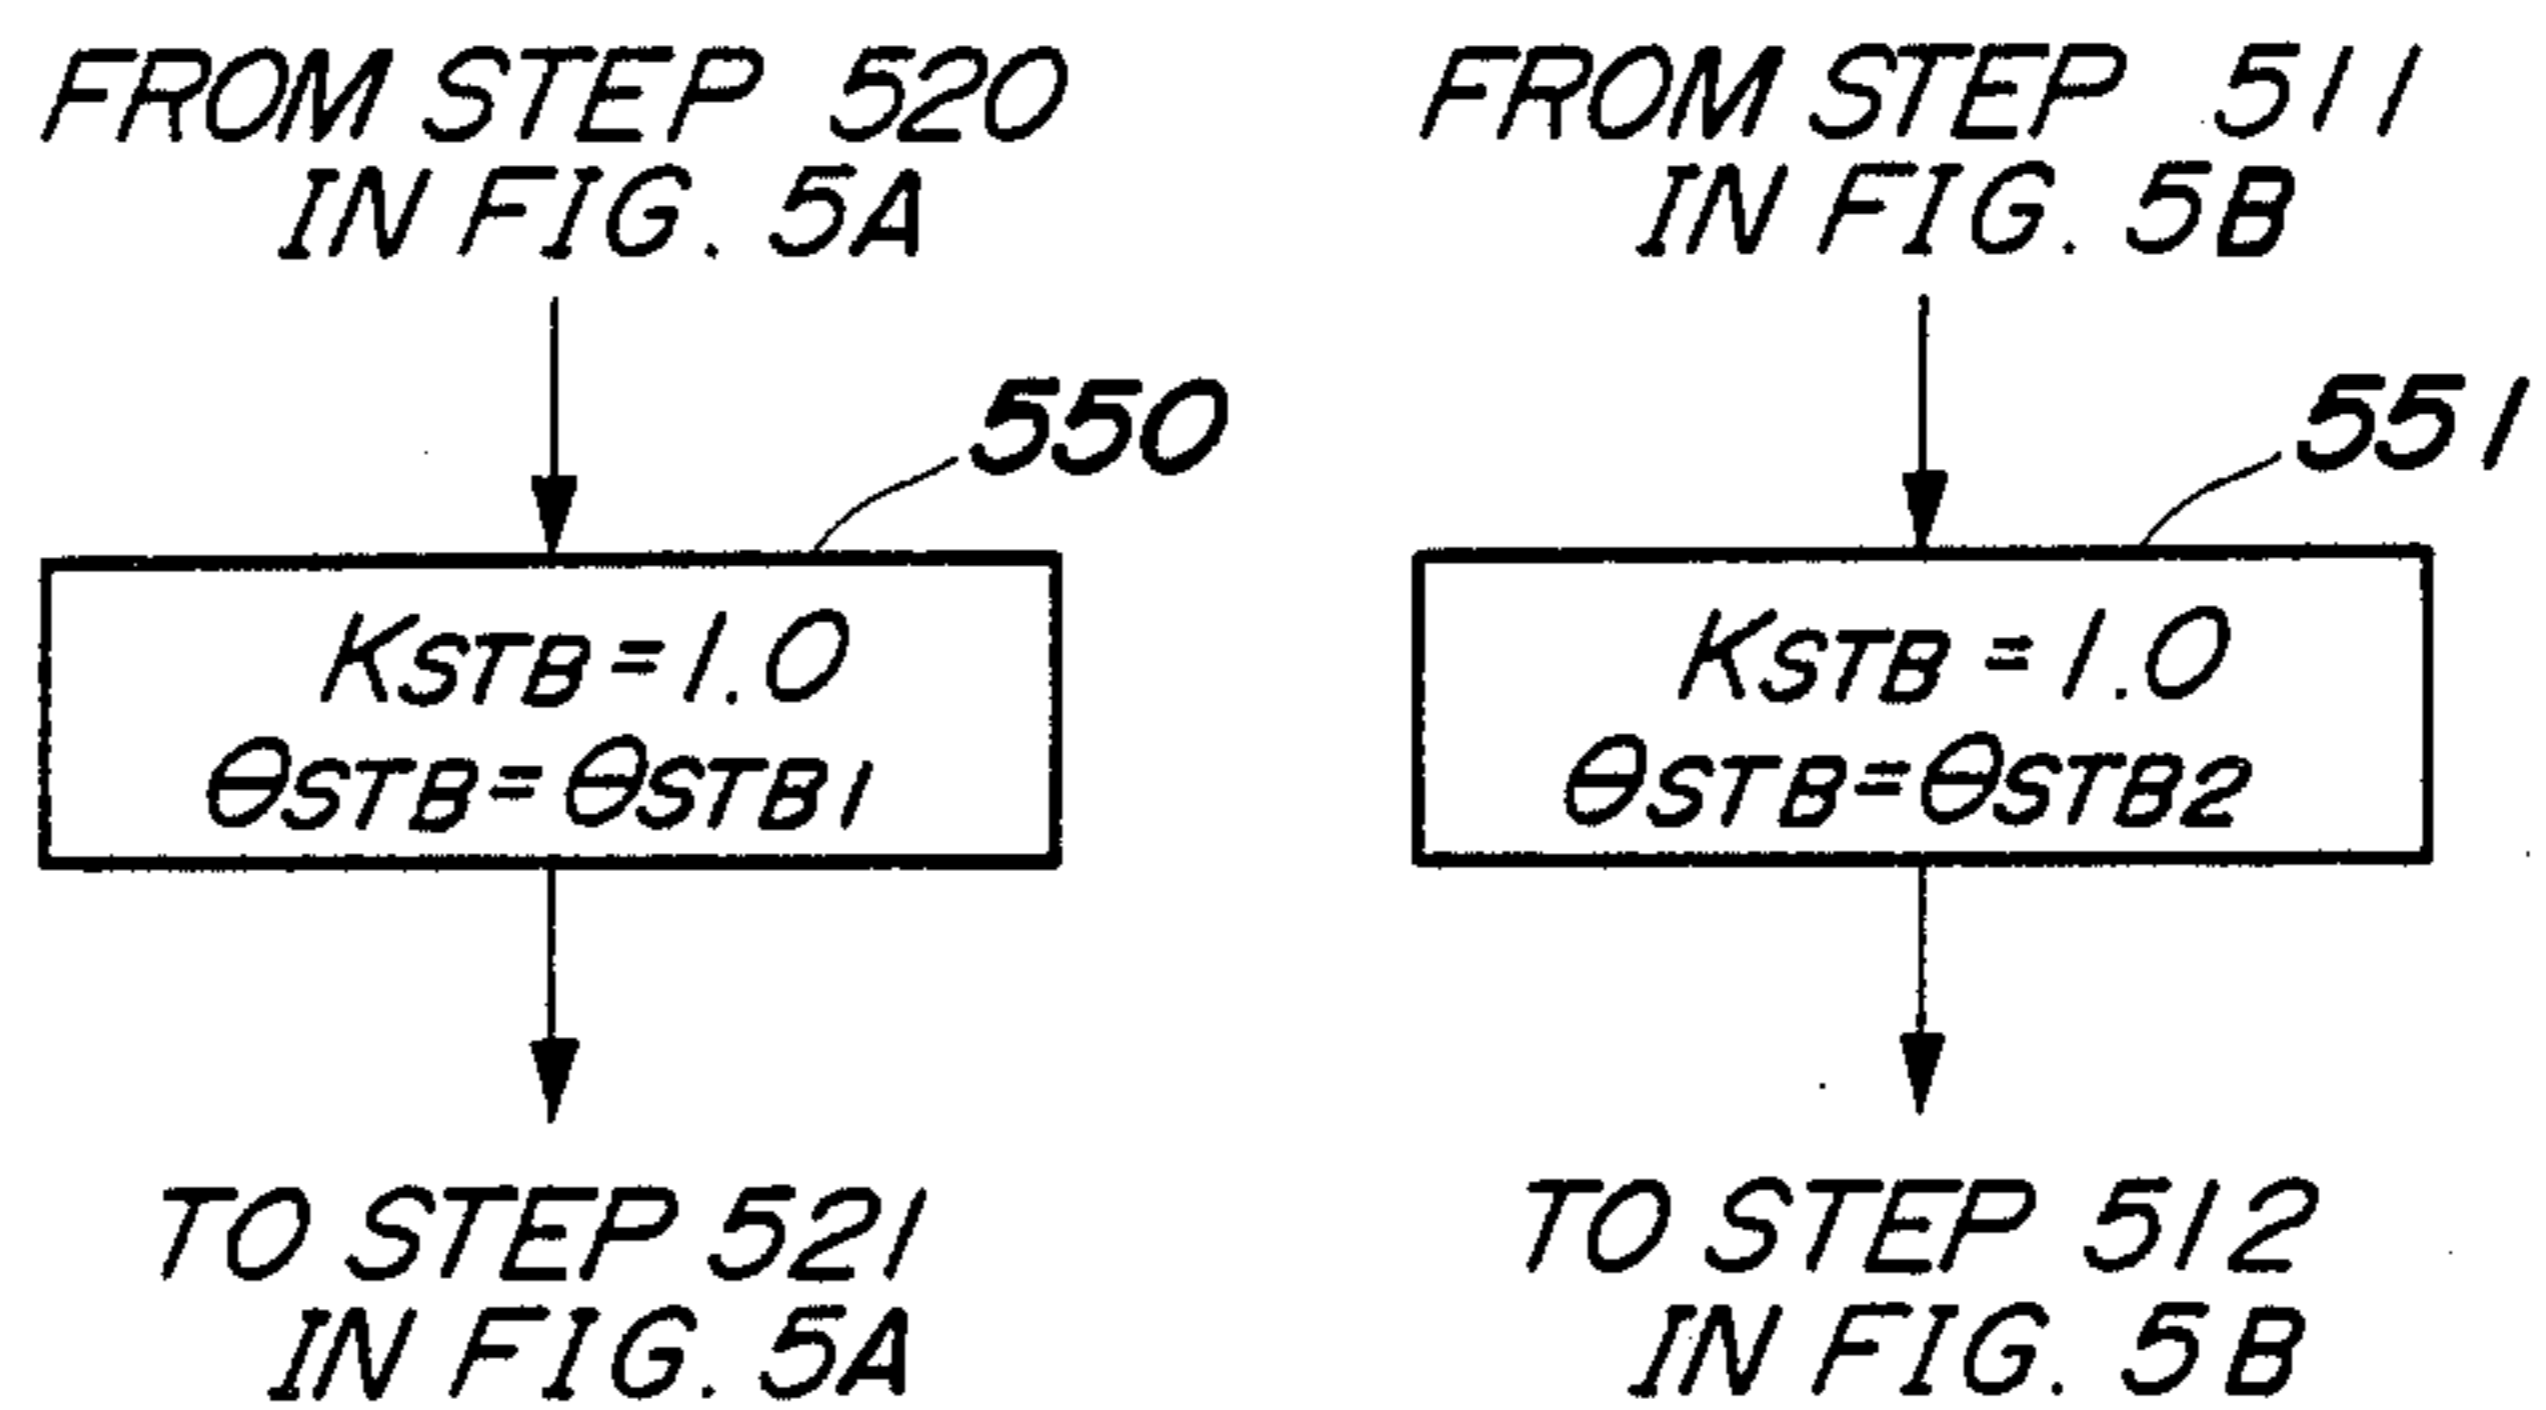 FROM STEP 520
IN FIG. 5A
550
KSTB = 1.0
θSTB = θSTB1
TO STEP 521
IN FIG. 5A
FROM STEP 511
IN FIG. 5B
551
KSTB = 1.0
θSTB = θSTB2
TO STEP 512
IN FIG. 5B